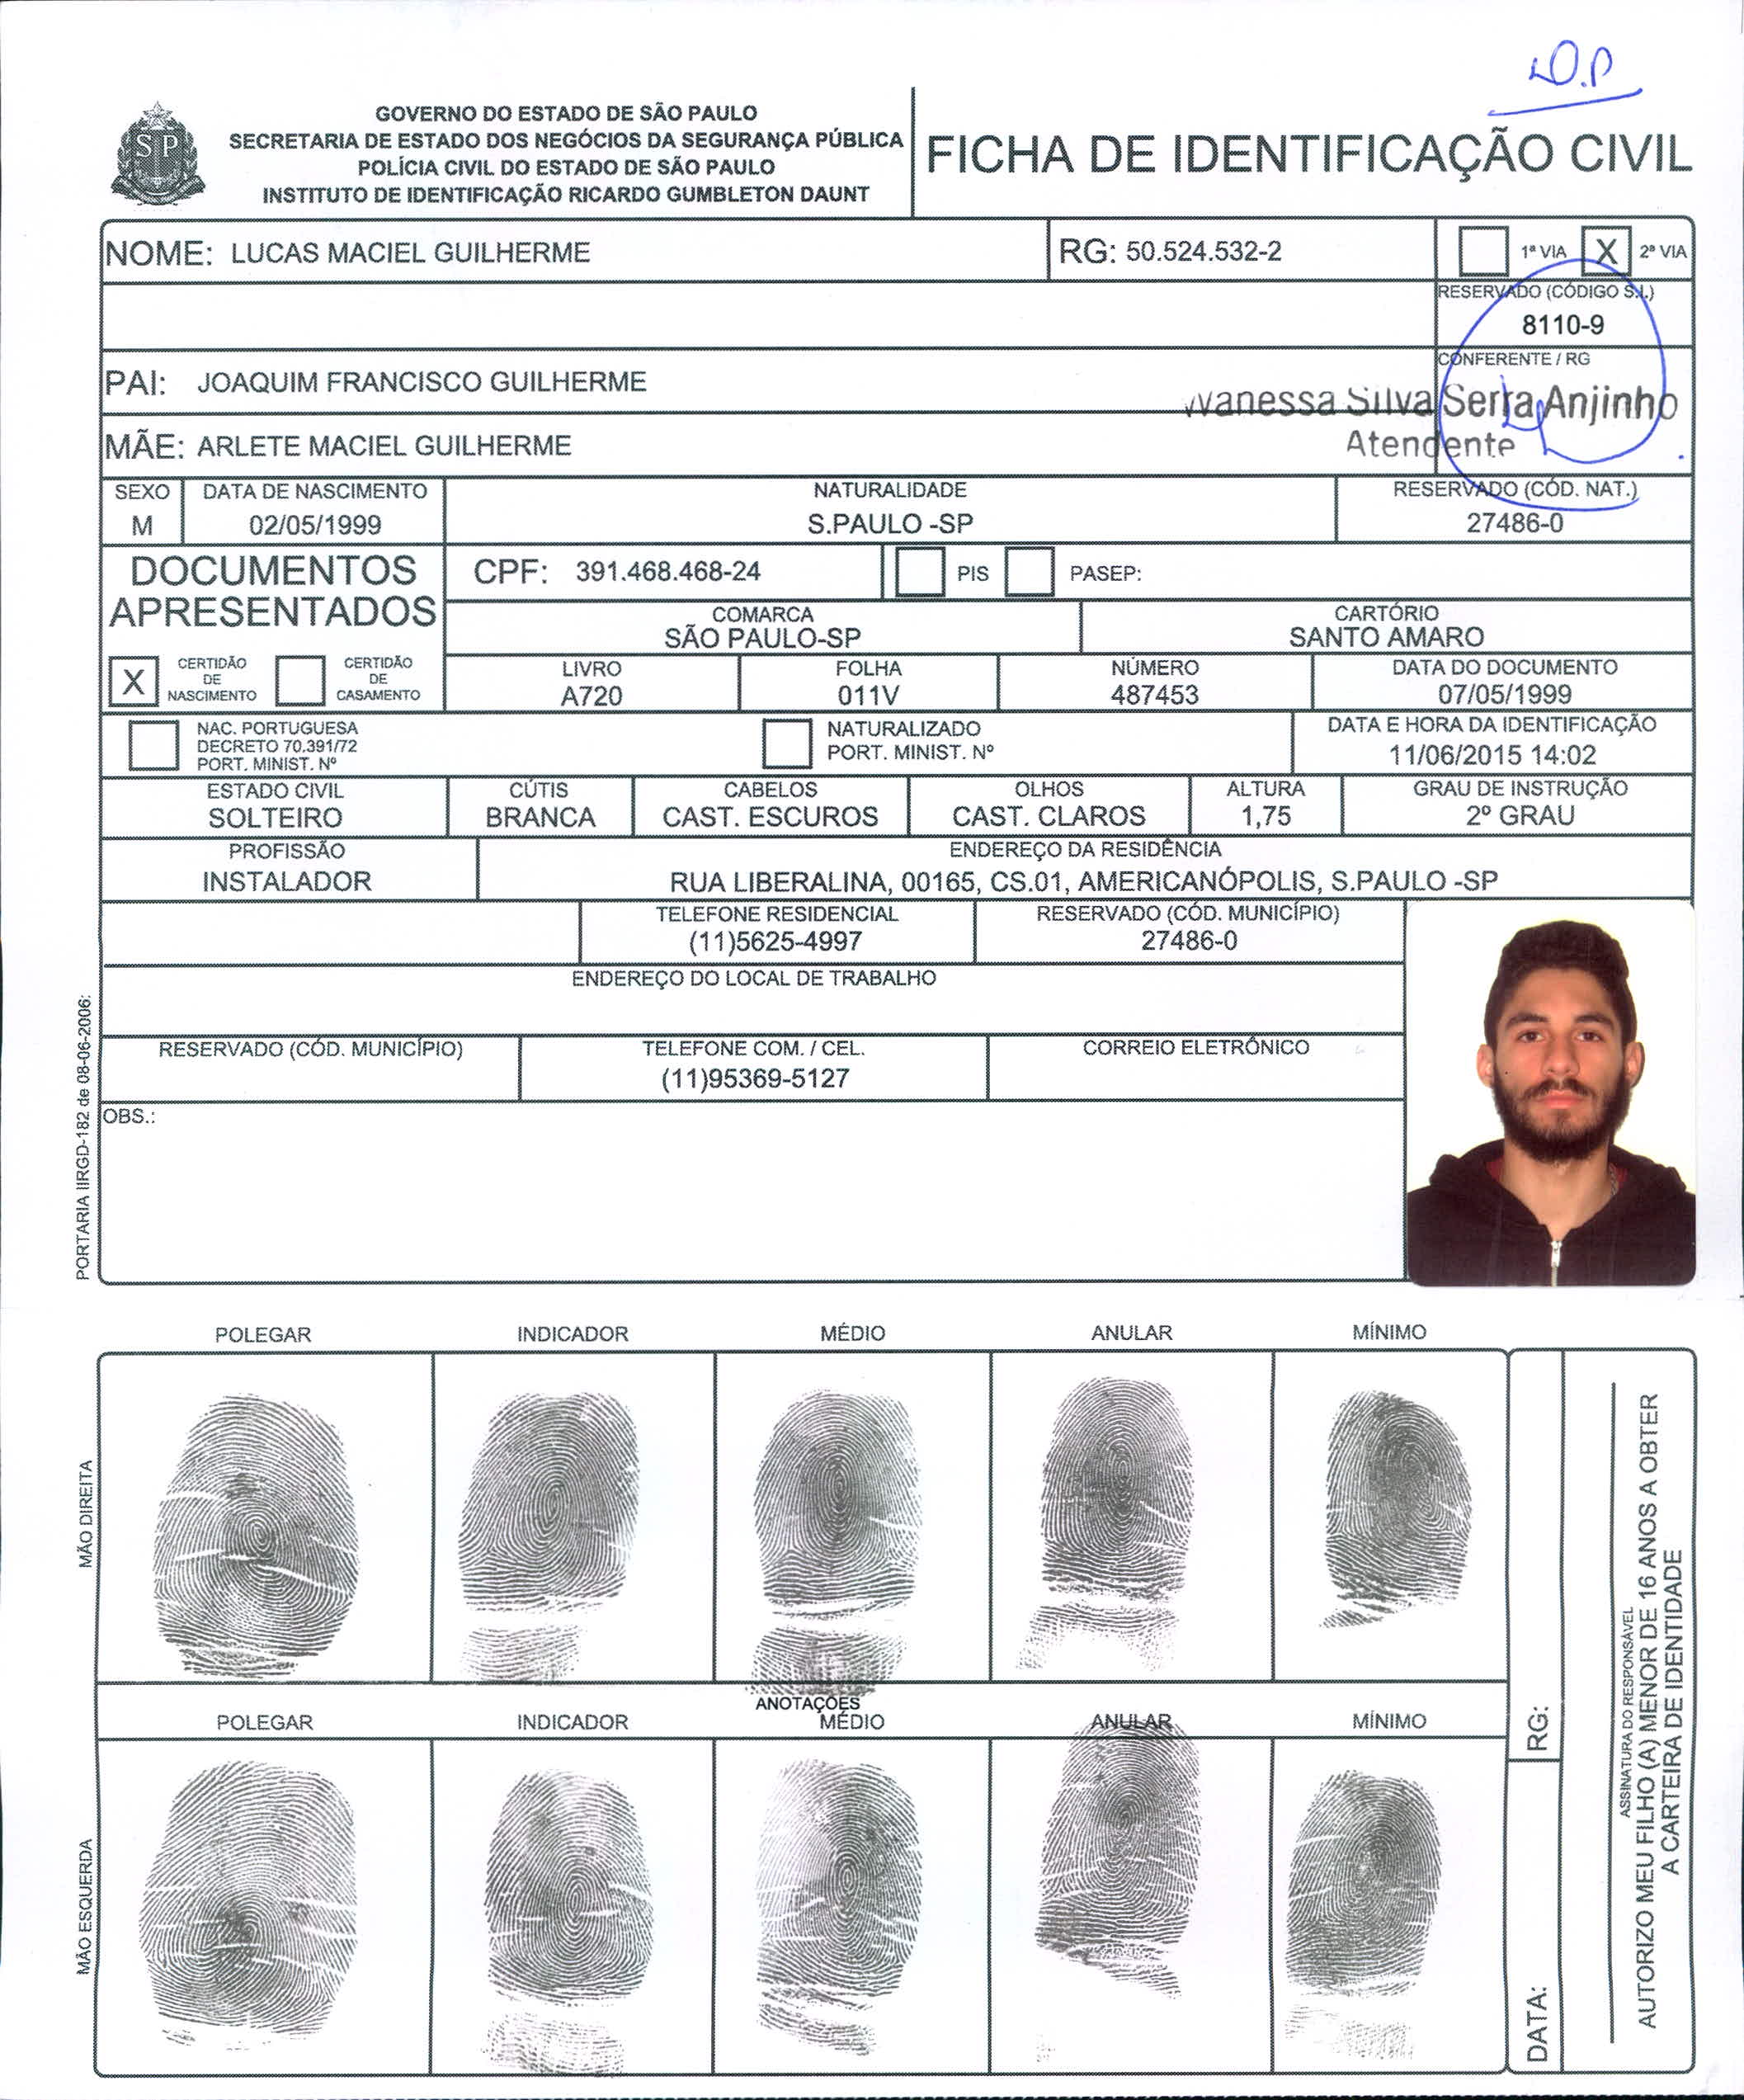 GOVERNO DO ESTADO DE SÃO PAULO
SECRETARIA DE ESTADO DOS NEGÓCIOS DA SEGURANÇA PÚBLICA
POLÍCIA CIVIL DO ESTADO DE SÃO PAULO
INSTITUTO DE IDENTIFICAÇÃO RICARDO GUMBLETON DAUNT
SP
FICHA DE IDENTIFICAÇÃO CIVIL
NOME: LUCAS MACIEL GUILHERME
RG: 50.524.532-2
1ª VIA X 2ª VIA
RESERVADO (CÓDIGO S.I.)
8110-9
CONFERENTE / RG
PAI: JOAQUIM FRANCISCO GUILHERME
Silva Serra Anjinho
Atendente
MÃE: ARLETE MACIEL GUILHERME
SEXO DATA DE NASCIMENTO NATURALIDADE RESERVADO (CÓD. NAT.)
M 02/05/1999 S.PAULO -SP 27486-0
DOCUMENTOS
APRESENTADOS
CPF: 391.468.468-24 PIS PASEP:
COMARCA CARTÓRIO
SÃO PAULO-SP SANTO AMARO
X CERTIDÃO DE NASCIMENTO
CERTIDÃO DE CASAMENTO
LIVRO FOLHA NÚMERO DATA DO DOCUMENTO
A720 011V 487453 07/05/1999
NAC. PORTUGUESA
DECRETO 70.391/72
PORT. MINIST. Nº
NATURALIZADO
PORT. MINIST. Nº
DATA E HORA DA IDENTIFICAÇÃO
11/06/2015 14:02
ESTADO CIVIL CÚTIS CABELOS OLHOS ALTURA GRAU DE INSTRUÇÃO
SOLTEIRO BRANCA CAST. ESCUROS CAST. CLAROS 1,75 2º GRAU
PROFISSÃO ENDEREÇO DA RESIDÊNCIA
INSTALADOR RUA LIBERALINA, 00165, CS.01, AMERICANÓPOLIS, S.PAULO -SP
TELEFONE RESIDENCIAL RESERVADO (CÓD. MUNICÍPIO)
(11)5625-4997 27486-0
ENDEREÇO DO LOCAL DE TRABALHO
RESERVADO (CÓD. MUNICÍPIO) TELEFONE COM. / CEL. CORREIO ELETRÔNICO
(11)95369-5127
OBS.:
PORTARIA IIRGD-182 de 08-06-2006:
POLEGAR INDICADOR MÉDIO ANULAR MÍNIMO
MÃO DIREITA
ANOTAÇÕES
POLEGAR INDICADOR MÉDIO ANULAR MÍNIMO
MÃO ESQUERDA
RG:
DATA:
ASSINATURA DO RESPONSÁVEL
AUTORIZO MEU FILHO (A) MENOR DE 16 ANOS A OBTER
A CARTEIRA DE IDENTIDADE